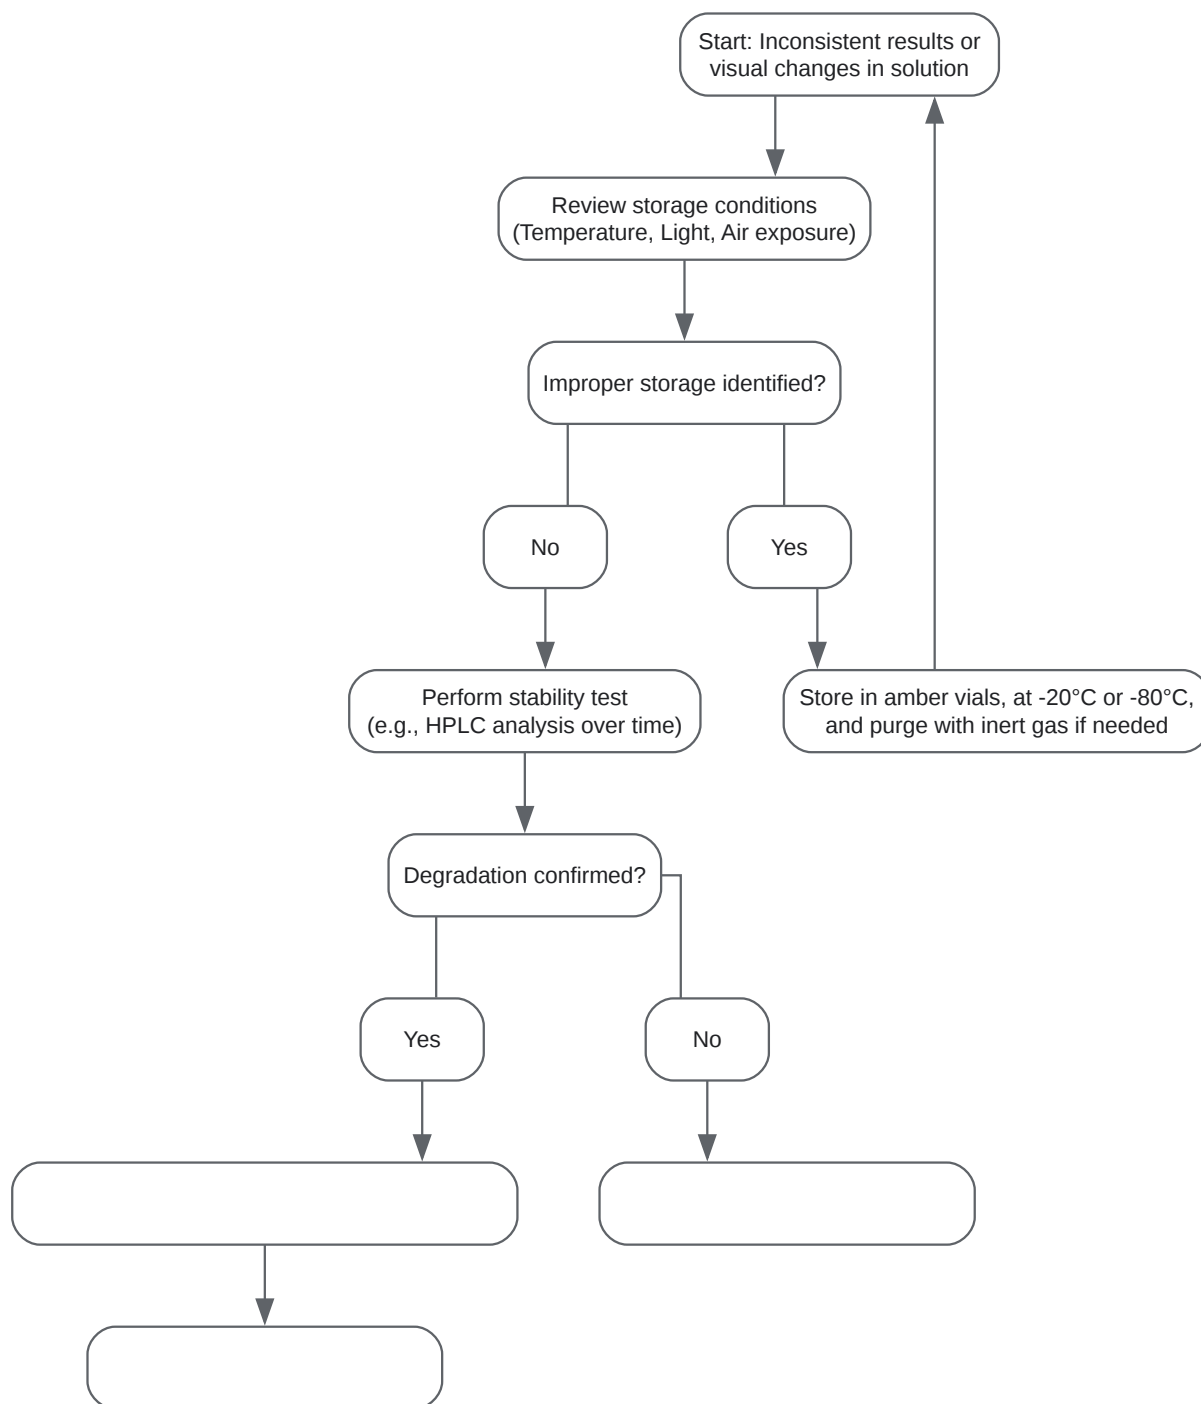 Start: Inconsistent results or
visual changes in solution
Review storage conditions
(Temperature, Light, Air exposure)
Improper storage identified?
No
Yes
Perform stability test
(e.g., HPLC analysis over time)
Store in amber vials, at -20°C or -80°C,
and purge with inert gas if needed
Degradation confirmed?
Yes
No